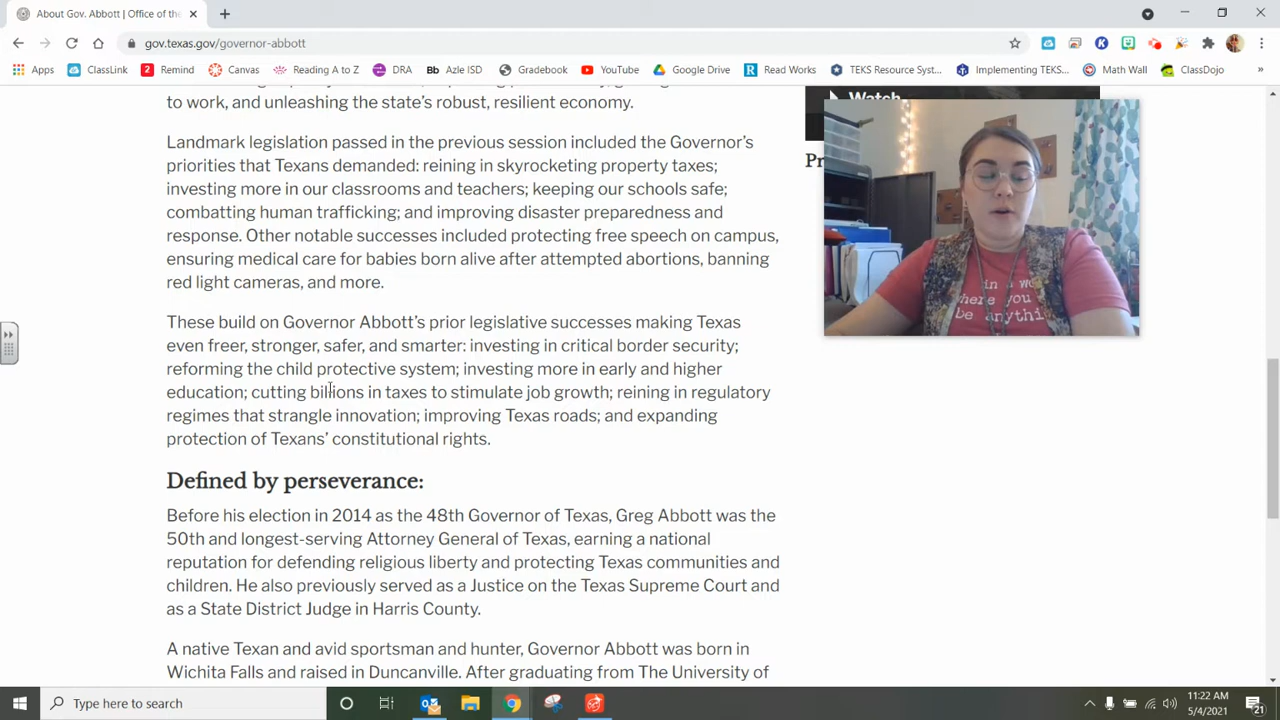 About Gov. Abbott | Office of the
gov.texas.gov/governor-abbott
Apps ClassLink Remind Canvas Reading A to Z DRA Azle ISD Gradebook YouTube Google Drive Read Works TEKS Resource Sys... Implementing TEKS... Math Wall ClassDojo
to work, and unleashing the state's robust, resilient economy.
Landmark legislation passed in the previous session included the Governor's
priorities that Texans demanded: reining in skyrocketing property taxes;
investing more in our classrooms and teachers; keeping our schools safe;
combatting human trafficking; and improving disaster preparedness and
response. Other notable successes included protecting free speech on campus,
ensuring medical care for babies born alive after attempted abortions, banning
red light cameras, and more.
These build on Governor Abbott's prior legislative successes making Texas
even freer, stronger, safer, and smarter: investing in critical border security;
reforming the child protective system; investing more in early and higher
education; cutting billions in taxes to stimulate job growth; reining in regulatory
regimes that strangle innovation; improving Texas roads; and expanding
protection of Texans' constitutional rights.
Defined by perseverance:
Before his election in 2014 as the 48th Governor of Texas, Greg Abbott was the
50th and longest-serving Attorney General of Texas, earning a national
reputation for defending religious liberty and protecting Texas communities and
children. He also previously served as a Justice on the Texas Supreme Court and
as a State District Judge in Harris County.
A native Texan and avid sportsman and hunter, Governor Abbott was born in
Wichita Falls and raised in Duncanville. After graduating from The University of
Watch
Pr
in a wo
where you
be anythi
Type here to search
11:22 AM
5/4/2021
21